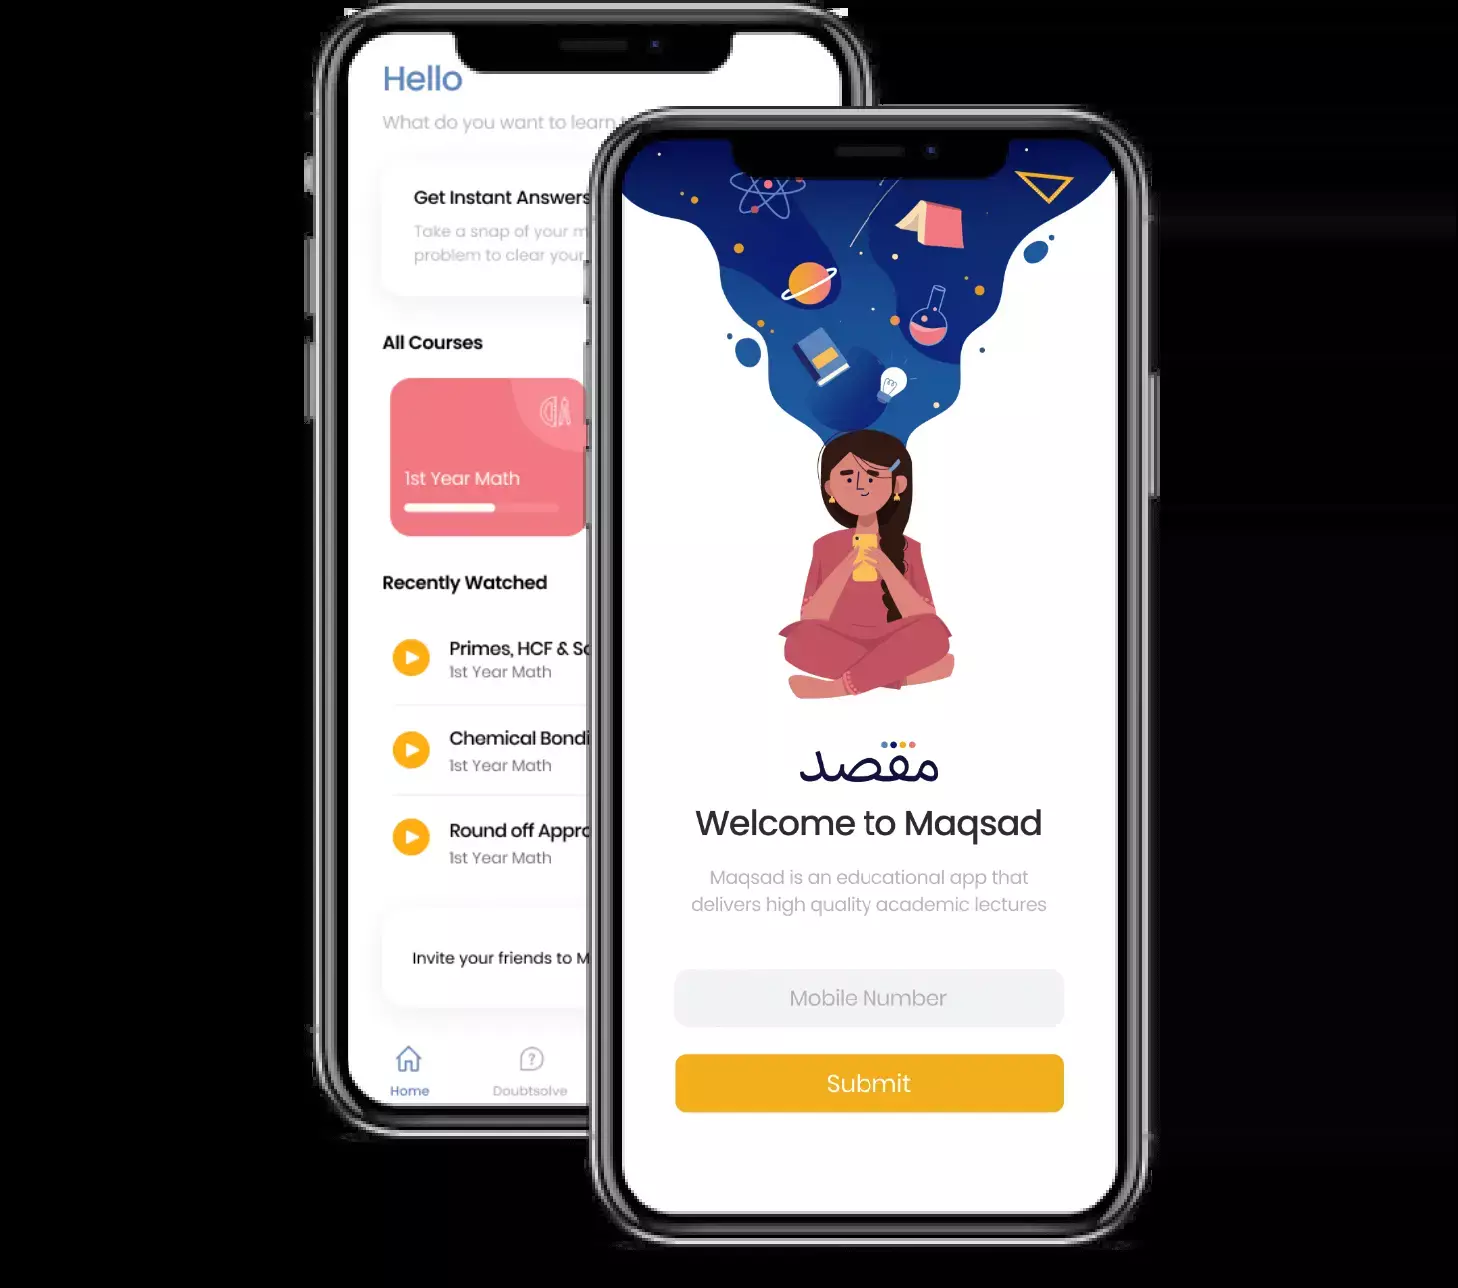 Hello
What do you want to learn
Get Instant Answers
Take a snap of your
problem to clear your
All Courses
1st Year Math
Recently Watched
Primes, HCF &
1st Year Math
Chemical Bondi
1st Year Math
Round off Appro
1st Year Math
Invite your friends to M
Home
Doubtsolve
مقصد
Welcome to Maqsad
Maqsad is an educational app that
delivers high quality academic lectures
Mobile Number
Submit